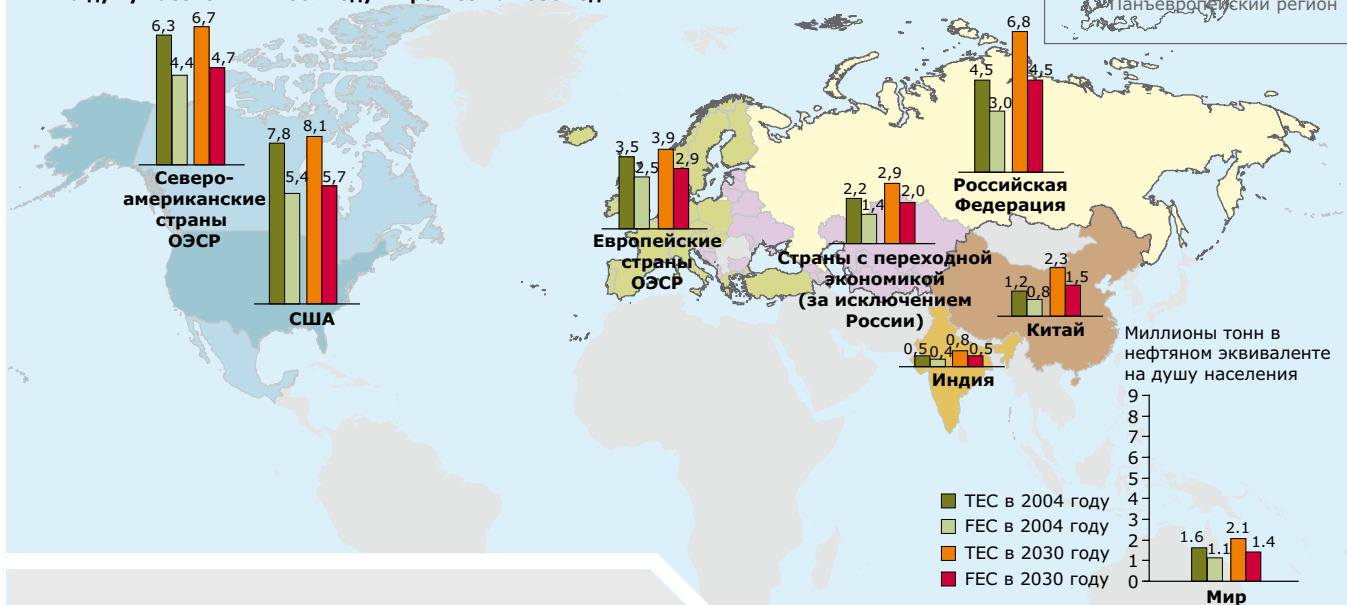 Панъевропейский регион
6,3
4,4
6,7
4,7
Северо-
американские
страны
ОЭСР
7,8
5,4
8,1
5,7
США
3,5
2,5
3,9
2,9
Европейские
страны
ОЭСР
2,2
1,4
2,9
2,0
Страны с переходной
экономикой
(за исключением
России)
4,5
3,0
6,8
4,5
Российская
Федерация
1,2
0,8
2,3
1,5
Китай
0,5
0,4
0,8
0,5
Индия
Миллионы тонн в
нефтяном эквиваленте
на душу населения
9
8
7
6
5
4
3
2
1
0
1.6
1.1
2.1
1.4
Мир
ТЕС в 2004 году
FEC в 2004 году
ТЕС в 2030 году
FEC в 2030 году